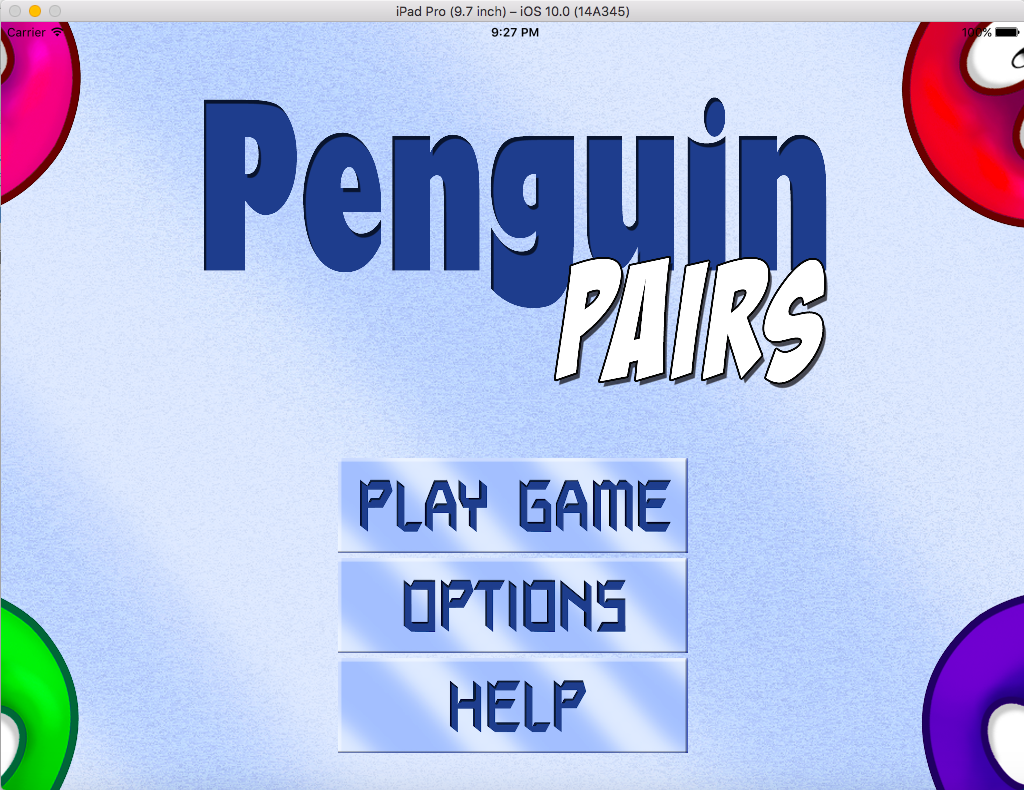 iPad Pro (9.7 inch) – iOS 10.0 (14A345)
Carrier 9:27 PM 100%
Penguin
PAIRS
PLAY GAME
OPTIONS
HELP